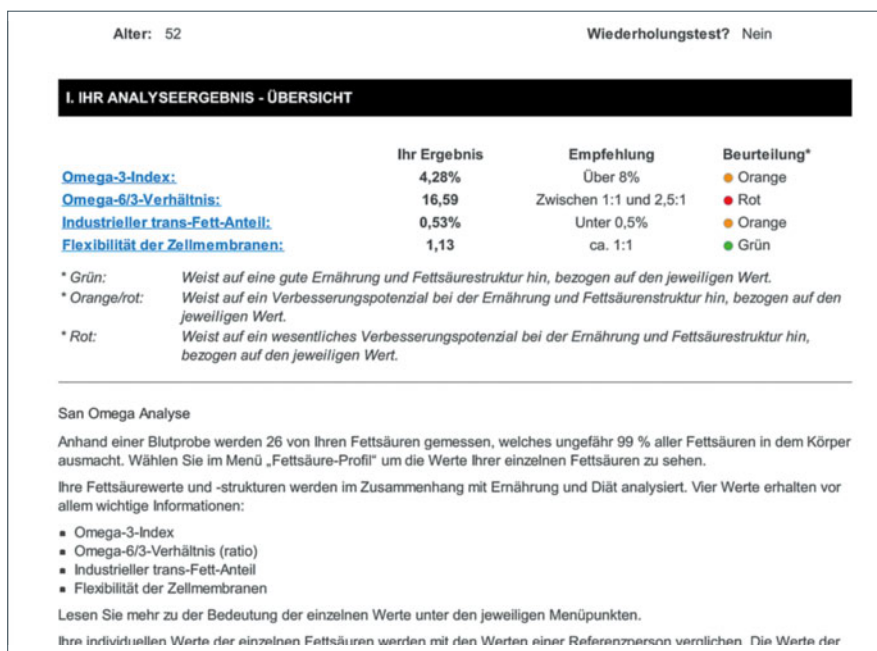 Alter: 52 Wiederholungstest? Nein
I. IHR ANALYSEERGEBNIS - ÜBERSICHT
Ihr Ergebnis Empfehlung Beurteilung*
Omega-3-Index: 4,28% Über 8% Orange
Omega-6/3-Verhältnis: 16,59 Zwischen 1:1 und 2,5:1 Rot
Industrieller trans-Fett-Anteil: 0,53% Unter 0,5% Orange
Flexibilität der Zellmembranen: 1,13 ca. 1:1 Grün
* Grün: Weist auf eine gute Ernährung und Fettsäurestruktur hin, bezogen auf den jeweiligen Wert.
* Orange/rot: Weist auf ein Verbesserungspotenzial bei der Ernährung und Fettsäurenstruktur hin, bezogen auf den
jeweiligen Wert.
* Rot: Weist auf ein wesentliches Verbesserungspotenzial bei der Ernährung und Fettsäurestruktur hin,
bezogen auf den jeweiligen Wert.
San Omega Analyse
Anhand einer Blutprobe werden 26 von Ihren Fettsäuren gemessen, welches ungefähr 99 % aller Fettsäuren in dem Körper
ausmacht. Wählen Sie im Menü „Fettsäure-Profil“ um die Werte Ihrer einzelnen Fettsäuren zu sehen.
Ihre Fettsäurewerte und -strukturen werden im Zusammenhang mit Ernährung und Diät analysiert. Vier Werte erhalten vor
allem wichtige Informationen:
▪ Omega-3-Index
▪ Omega-6/3-Verhältnis (ratio)
▪ Industrieller trans-Fett-Anteil
▪ Flexibilität der Zellmembranen
Lesen Sie mehr zu der Bedeutung der einzelnen Werte unter den jeweiligen Menüpunkten.
Ihre individuellen Werte der einzelnen Fettsäuren werden mit den Werten einer Referenzperson verglichen. Die Werte der